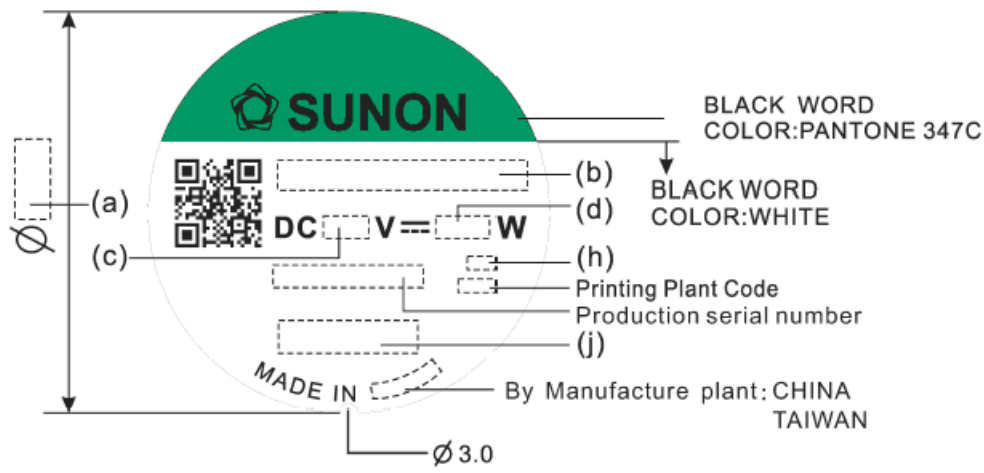 SUNON
BLACK WORD
COLOR:PANTONE 347C
BLACK WORD
COLOR:WHITE
(a)
Ø
(b)
(d)
DC V⎓ W
(c)
(h)
Printing Plant Code
Production serial number
(j)
MADE IN
By Manufacture plant: CHINA
TAIWAN
Ø 3.0